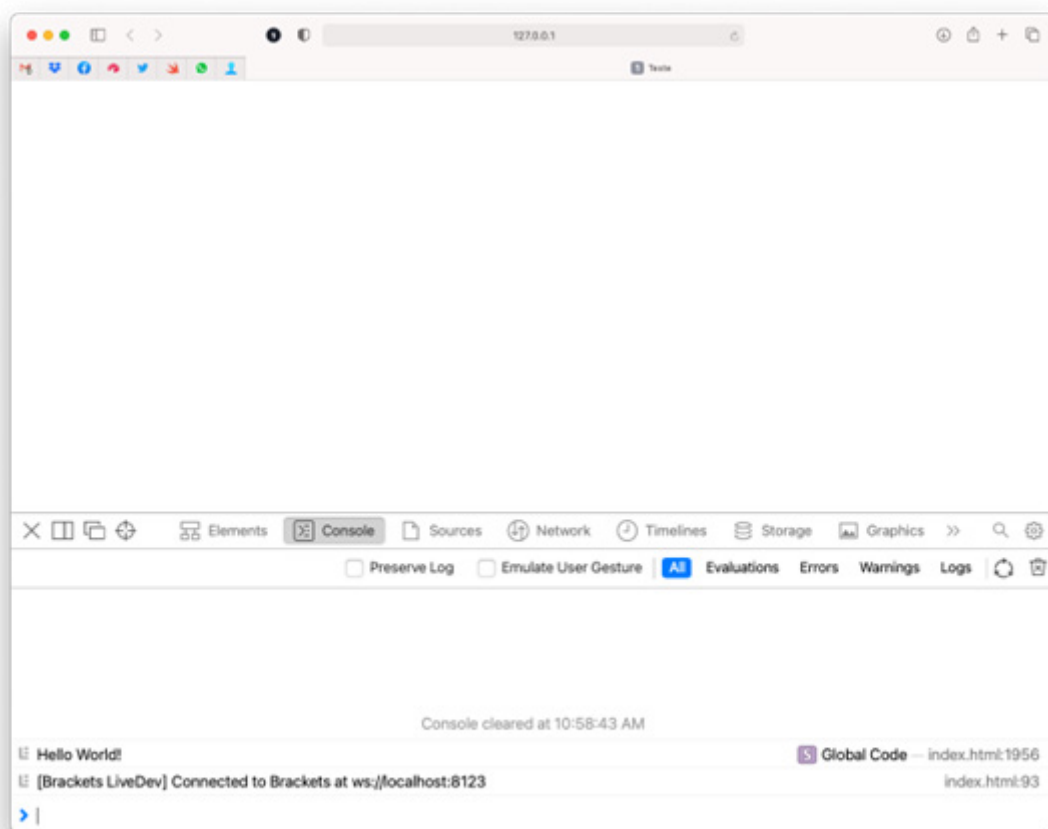 127.0.0.1
Teste
Elements Console Sources Network Timelines Storage Graphics
Preserve Log Emulate User Gesture All Evaluations Errors Warnings Logs
Console cleared at 10:58:43 AM
Hello World! S Global Code — index.html:1956
[Brackets LiveDev] Connected to Brackets at ws://localhost:8123 index.html:93